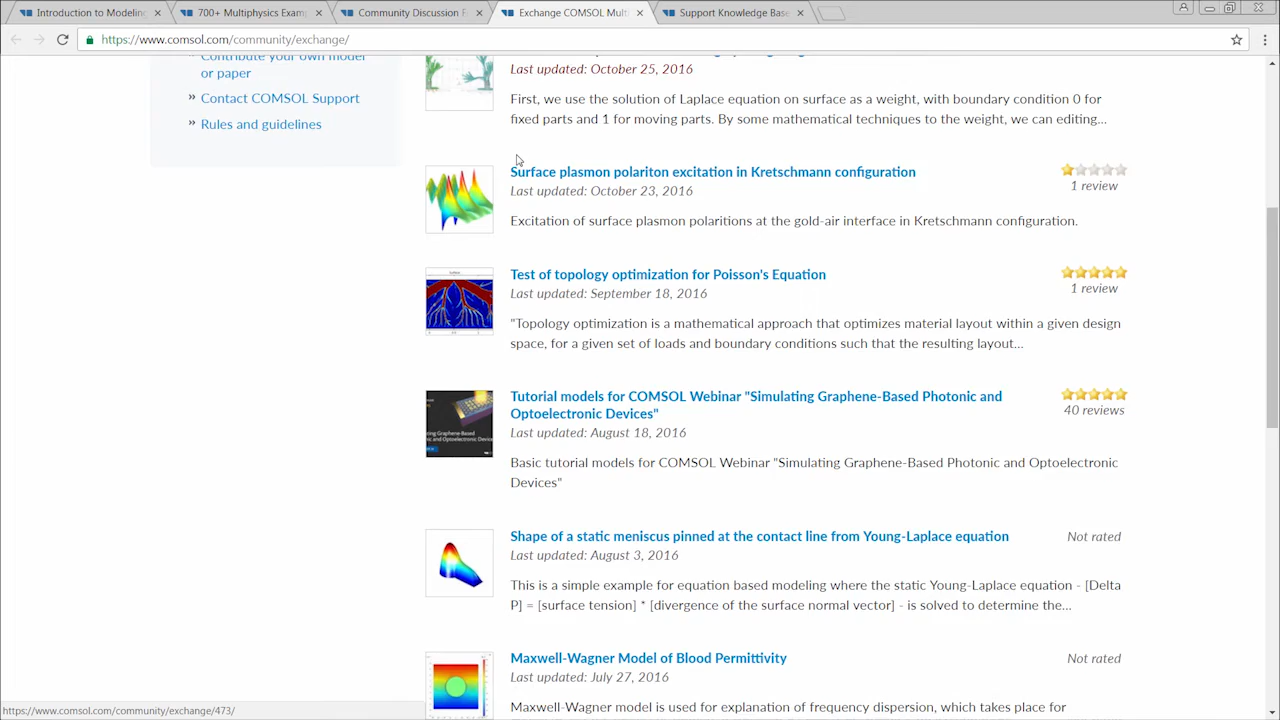 Introduction to Modeling
700+ Multiphysics Exam
Community Discussion F
Exchange COMSOL Mult
Support Knowledge Base
https://www.comsol.com/community/exchange/
Contribute your own model
or paper
Contact COMSOL Support
Rules and guidelines
Last updated: October 25, 2016
First, we use the solution of Laplace equation on surface as a weight, with boundary condition 0 for
fixed parts and 1 for moving parts. By some mathematical techniques to the weight, we can editing...
Surface plasmon polariton excitation in Kretschmann configuration
1 review
Last updated: October 23, 2016
Excitation of surface plasmon polaritions at the gold-air interface in Kretschmann configuration.
Test of topology optimization for Poisson's Equation
1 review
Last updated: September 18, 2016
"Topology optimization is a mathematical approach that optimizes material layout within a given design
space, for a given set of loads and boundary conditions such that the resulting layout...
Tutorial models for COMSOL Webinar "Simulating Graphene-Based Photonic and
Optoelectronic Devices"
40 reviews
Last updated: August 18, 2016
Basic tutorial models for COMSOL Webinar "Simulating Graphene-Based Photonic and Optoelectronic
Devices"
Shape of a static meniscus pinned at the contact line from Young-Laplace equation
Not rated
Last updated: August 3, 2016
This is a simple example for equation based modeling where the static Young-Laplace equation - [Delta
P] = [surface tension] * [divergence of the surface normal vector] - is solved to determine the...
Maxwell-Wagner Model of Blood Permittivity
Not rated
Last updated: July 27, 2016
Maxwell-Wagner model is used for explanation of frequency dispersion, which takes place for
https://www.comsol.com/community/exchange/473/